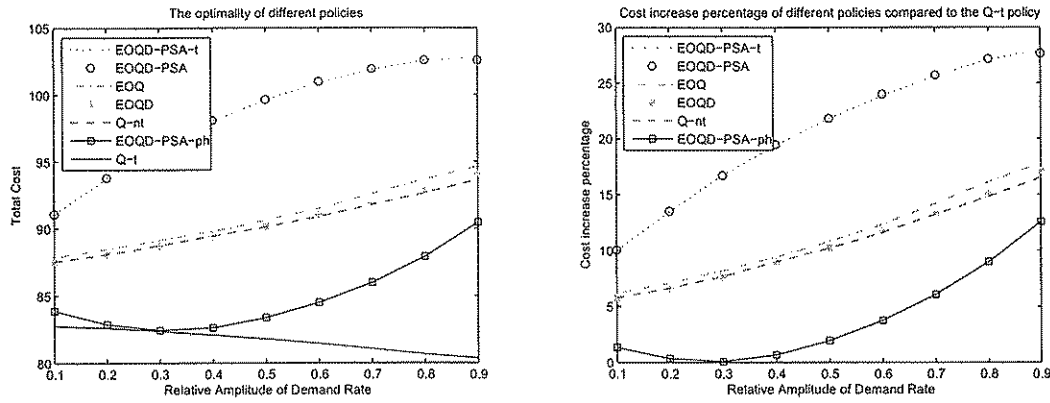 The optimality of different policies
105
100
95
90
85
80
Total Cost
EOQD-PSA-t
EOQD-PSA
EOQ
EOQD
Q-nt
EOQD-PSA-ph
Q-t
0.1 0.2 0.3 0.4 0.5 0.6 0.7 0.8 0.9
Relative Amplitude of Demand Rate
Cost increase percentage of different policies compared to the Q-t policy
30
25
20
15
10
5
0
Cost increase percentage
EOQD-PSA-t
EOQD-PSA
EOQ
EOQD
Q-nt
EOQD-PSA-ph
0.1 0.2 0.3 0.4 0.5 0.6 0.7 0.8 0.9
Relative Amplitude of Demand Rate